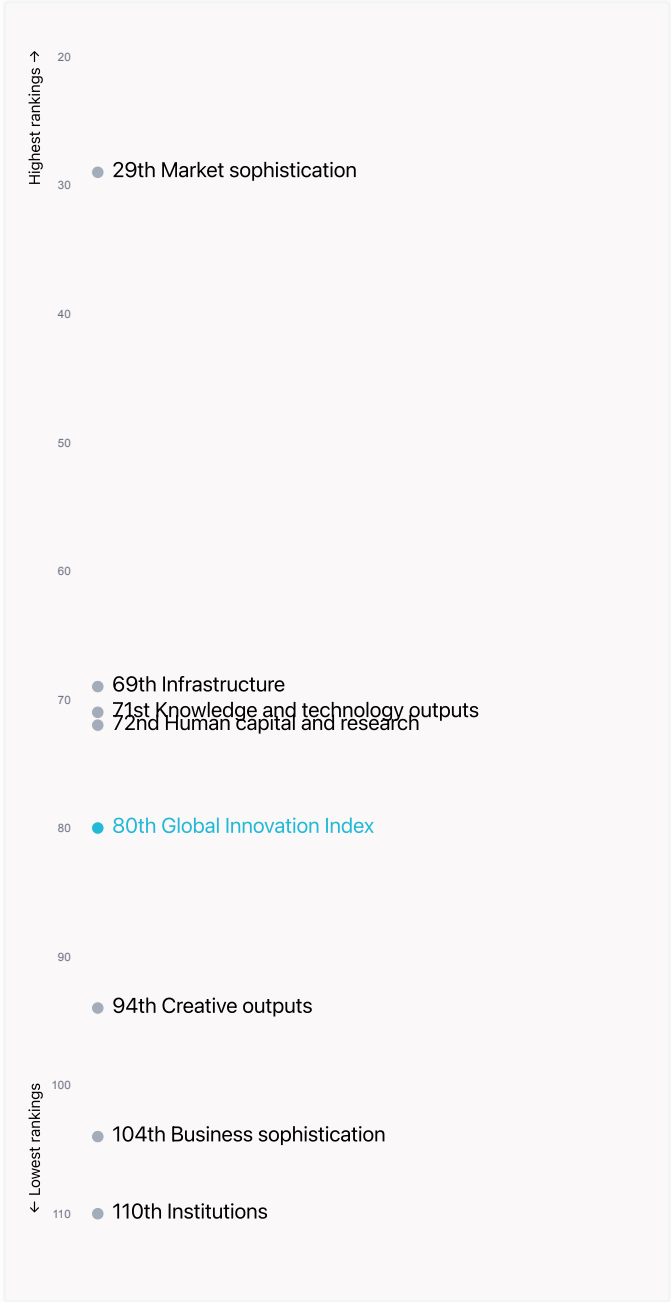 Highest rankings →
20
29th Market sophistication
30
40
50
60
69th Infrastructure
70
71st Knowledge and technology outputs
72nd Human capital and research
80
80th Global Innovation Index
90
94th Creative outputs
← Lowest rankings
100
104th Business sophistication
110
110th Institutions